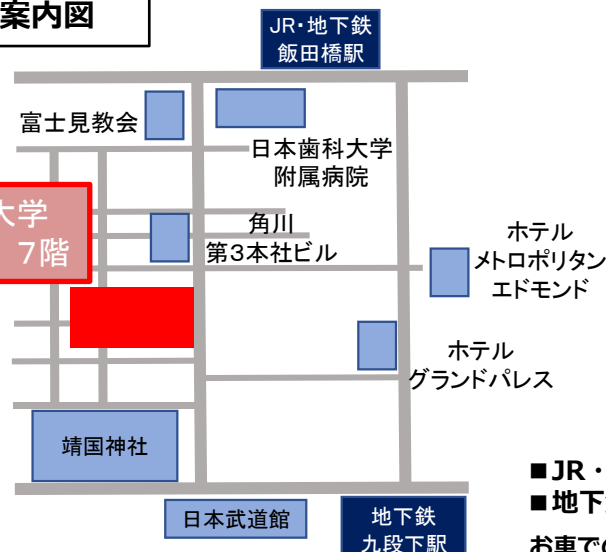 案内図
JR・地下鉄
飯田橋駅
富士見教会
日本歯科大学
附属病院
大学
7階
角川
第3本社ビル
ホテル
メトロポリタン
エドモンド
ホテル
グランドパレス
靖国神社
日本武道館
地下鉄
九段下駅
■JR・
■地下
お車での